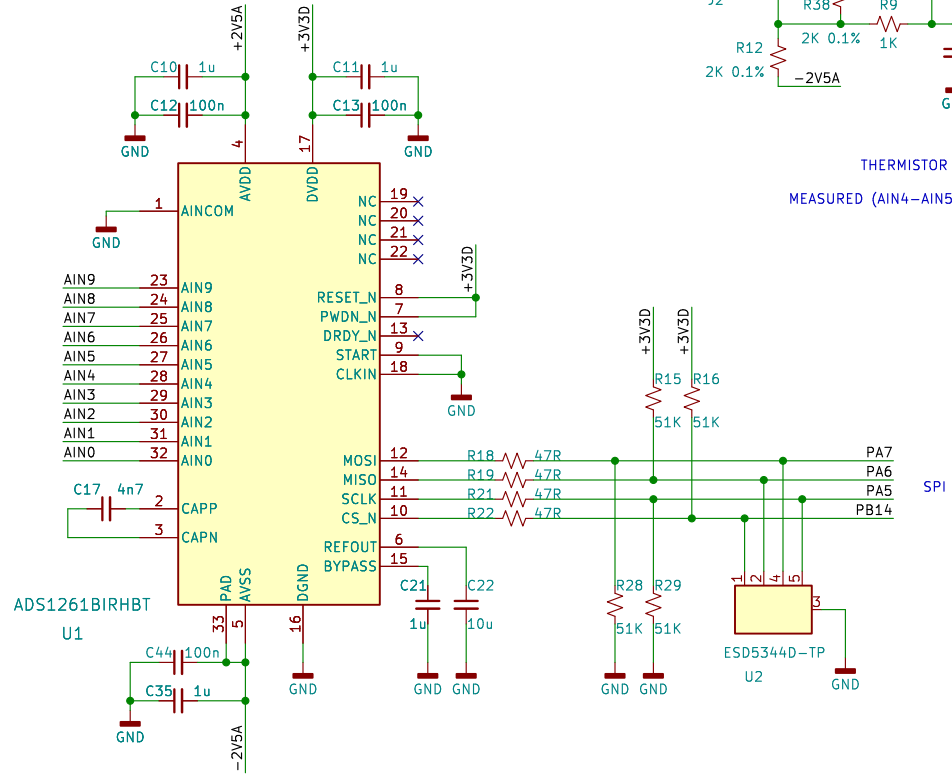 +2V5A
+3V3D
J2
R38
R9
2K 0.1%
1K
R12
2K 0.1%
−2V5A
C10 1u
C12 100n
C11 1u
C13 100n
GND
GND
4
17
AVDD
DVDD
THERMISTOR
MEASURED (AIN4−AIN5
1 AINCOM
GND
NC 19
NC 20
NC 21
NC 22
+3V3D
RESET_N 8
PWDN_N 7
DRDY_N 13
START 9
CLKIN 18
GND
AIN9 23 AIN9
AIN8 24 AIN8
AIN7 25 AIN7
AIN6 26 AIN6
AIN5 27 AIN5
AIN4 28 AIN4
AIN3 29 AIN3
AIN2 30 AIN2
AIN1 31 AIN1
AIN0 32 AIN0
+3V3D
+3V3D
R15
R16
51K
51K
MOSI 12 R18 47R PA7
MISO 14 R19 47R PA6
SCLK 11 R21 47R PA5
CS_N 10 R22 47R PB14
SPI
C17 4n7
2 CAPP
3 CAPN
REFOUT 6
BYPASS 15
PAD
AVSS
DGND
33
5
16
C21
1u
C22
10u
GND
GND
GND
R28
51K
R29
51K
GND
GND
1
2
4
5
3
ESD5344D−TP
U2
GND
ADS1261BIRHBT
U1
C44 100n
C35 1u
GND
−2V5A